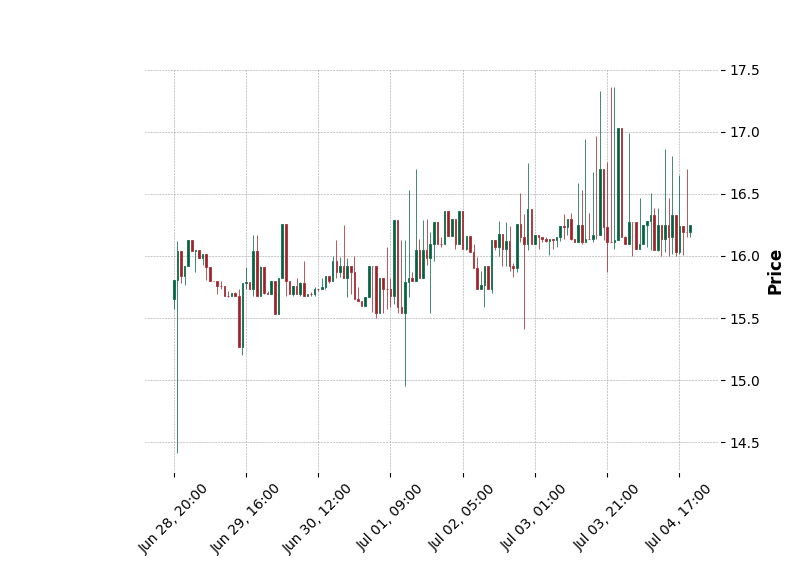 17.5
17.0
16.5
16.0
15.5
15.0
14.5
Price
Jun 28, 20:00
Jun 29, 16:00
Jun 30, 12:00
Jul 01, 09:00
Jul 02, 05:00
Jul 03, 01:00
Jul 03, 21:00
Jul 04, 17:00